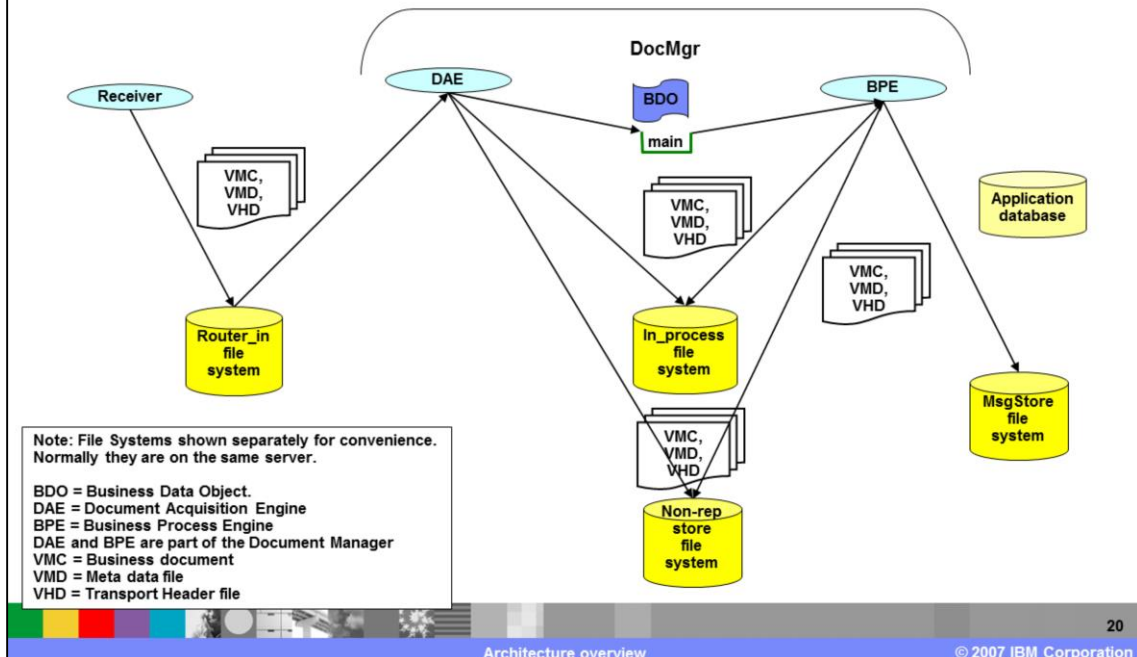 DocMgr
DAE
BPE
Receiver
BDO
main
VMC,
VMD,
VHD
VMC,
VMD,
VHD
Application
database
VMC,
VMD,
VHD
Router_in
file
system
In_process
file
system
MsgStore
file
system
VMC,
VMD,
VHD
Non-rep
store
file
system
Note: File Systems shown separately for convenience.
Normally they are on the same server.
BDO = Business Data Object.
DAE = Document Acquisition Engine
BPE = Business Process Engine
DAE and BPE are part of the Document Manager
VMC = Business document
VMD = Meta data file
VHD = Transport Header file
20
Architecture overview
© 2007 IBM Corporation